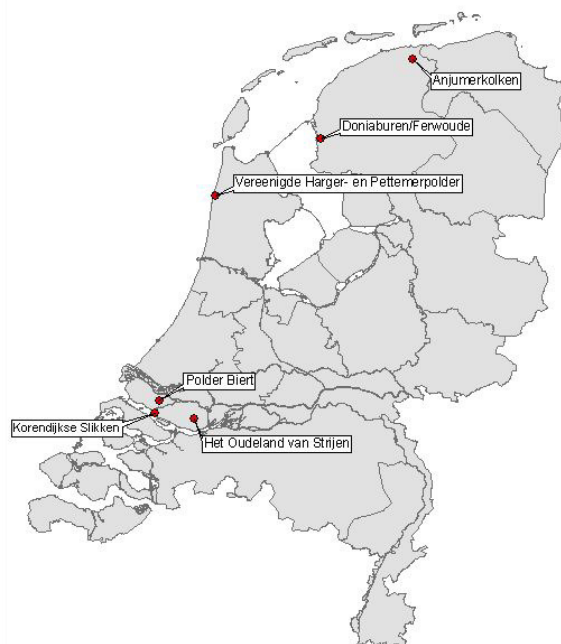 Anjumerkolken
Doniaburen/Ferwoude
Vereenigde Harger- en Pettemerpolder
Polder Biert
Korendijkse Slikken
Het Oudeland van Strijen